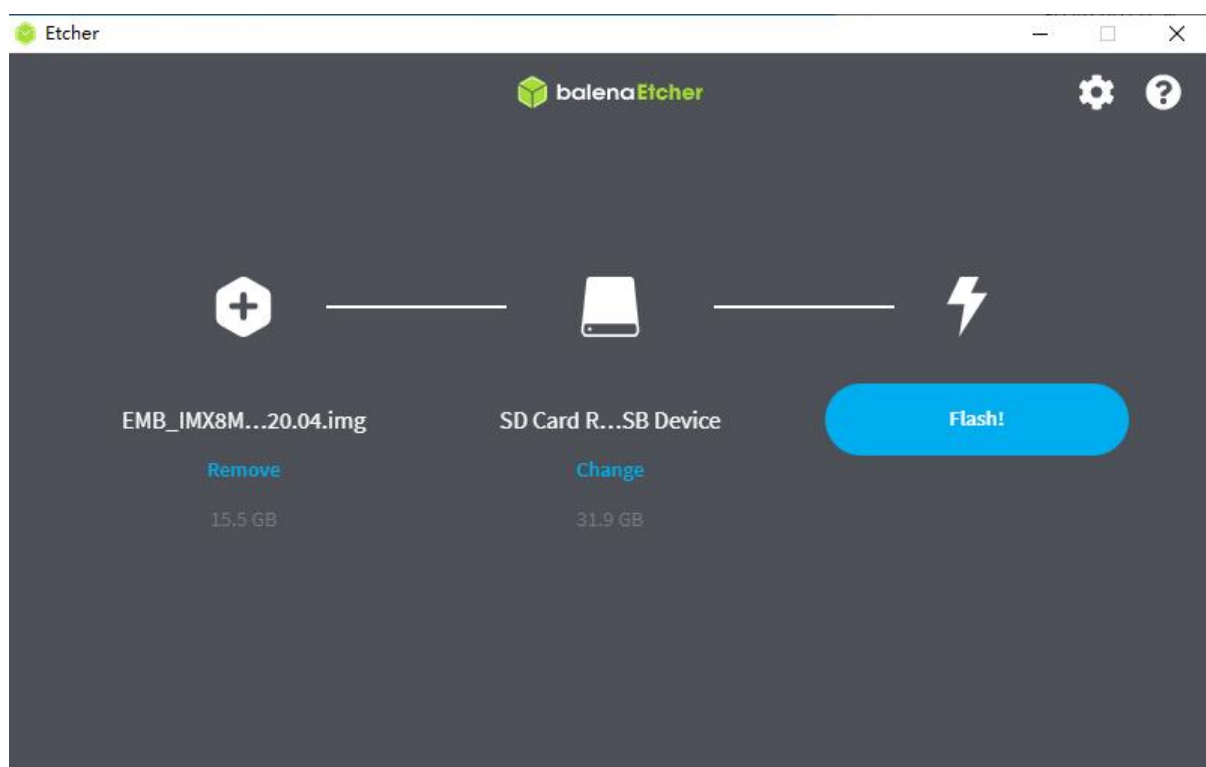 Etcher
balenaEtcher
EMB_IMX8M...20.04.img
SD Card R...SB Device
Flash!
Remove
Change
15.5 GB
31.9 GB